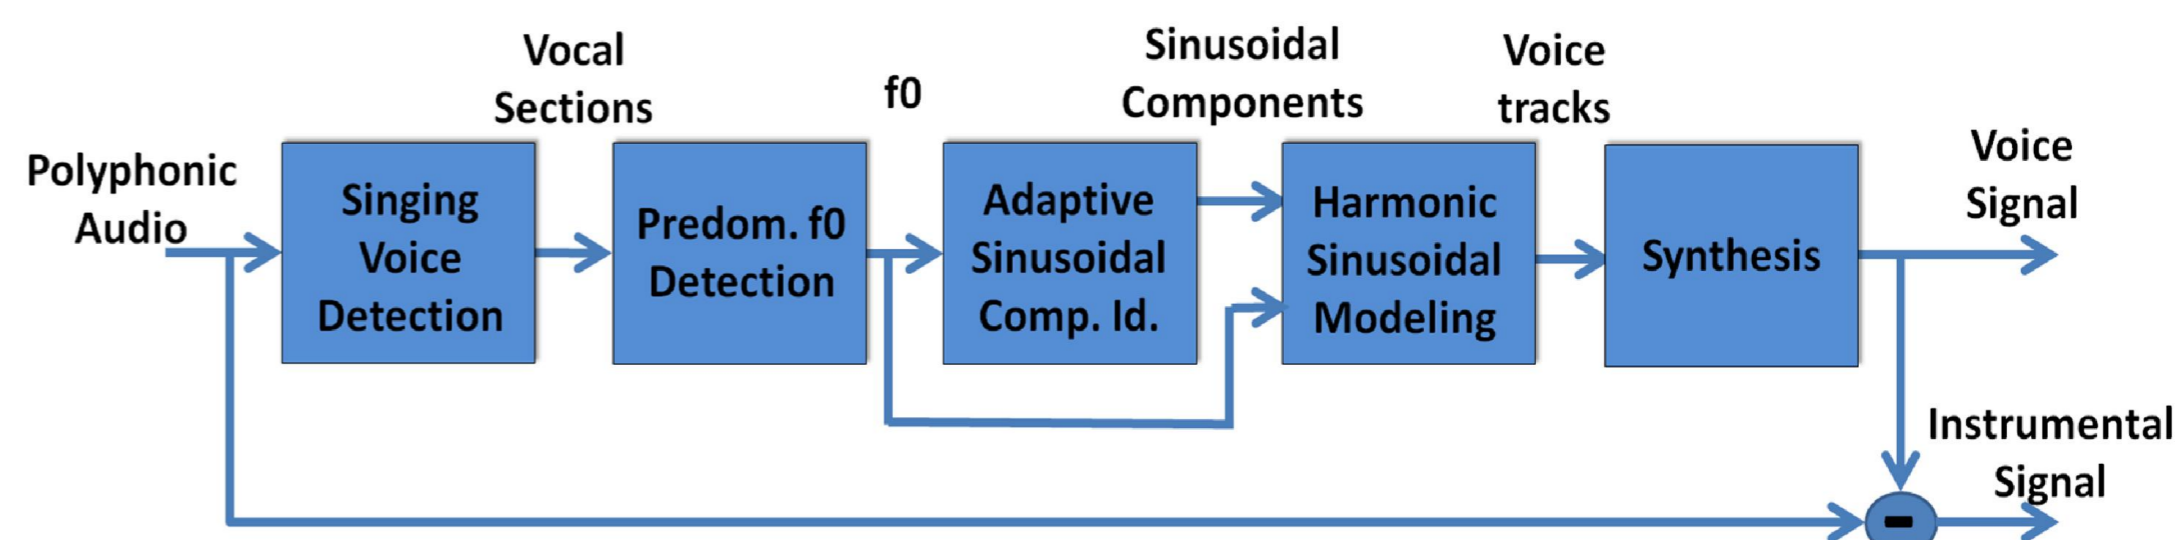 Polyphonic
Audio
Singing
Voice
Detection
Vocal
Sections
Predom. f0
Detection
f0
Adaptive
Sinusoidal
Comp. Id.
Sinusoidal
Components
Harmonic
Sinusoidal
Modeling
Voice
tracks
Synthesis
Voice
Signal
Instrumental
Signal
-